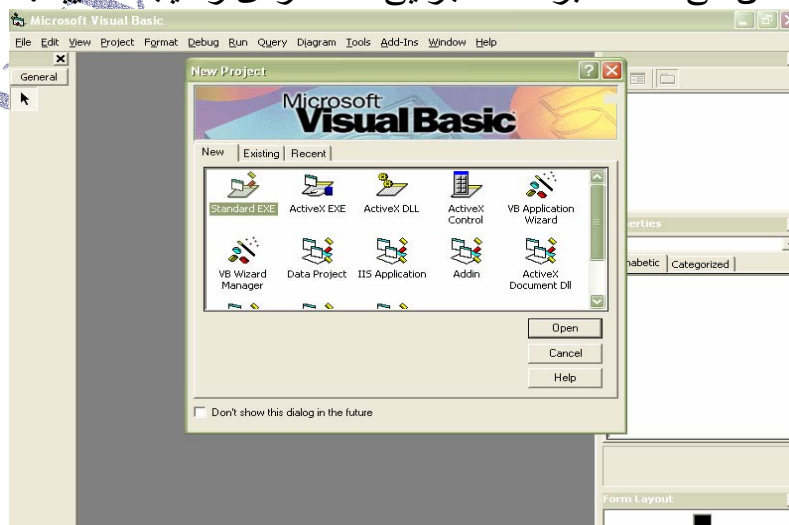 Microsoft Visual Basic
File Edit View Project Format Debug Run Query Diagram Tools Add-Ins Window Help
General
New Project
Microsoft
Visual Basic
New Existing Recent
Standard EXE ActiveX EXE ActiveX DLL ActiveX Control VB Application Wizard
VB Wizard Manager Data Project IIS Application Addin ActiveX Document Dll
Open
Cancel
Help
Don't show this dialog in the future
erties
habetic Categorized
Form Layout